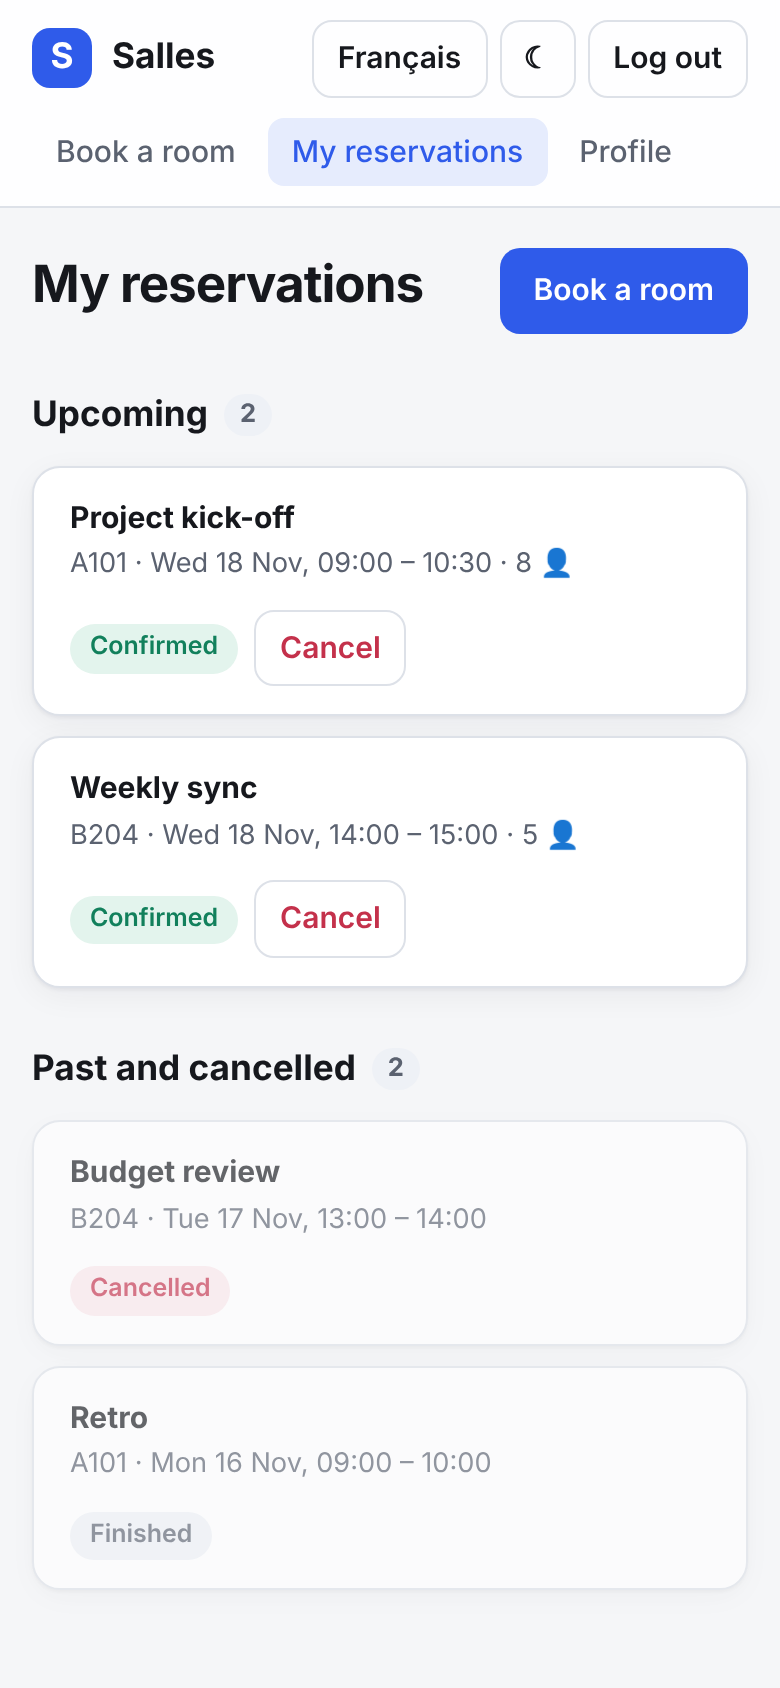 S Salles Français ☾ Log out
Book a room My reservations Profile
My reservations Book a room
Upcoming 2
Project kick-off
A101 · Wed 18 Nov, 09:00 – 10:30 · 8 👤
Confirmed Cancel
Weekly sync
B204 · Wed 18 Nov, 14:00 – 15:00 · 5 👤
Confirmed Cancel
Past and cancelled 2
Budget review
B204 · Tue 17 Nov, 13:00 – 14:00
Cancelled
Retro
A101 · Mon 16 Nov, 09:00 – 10:00
Finished